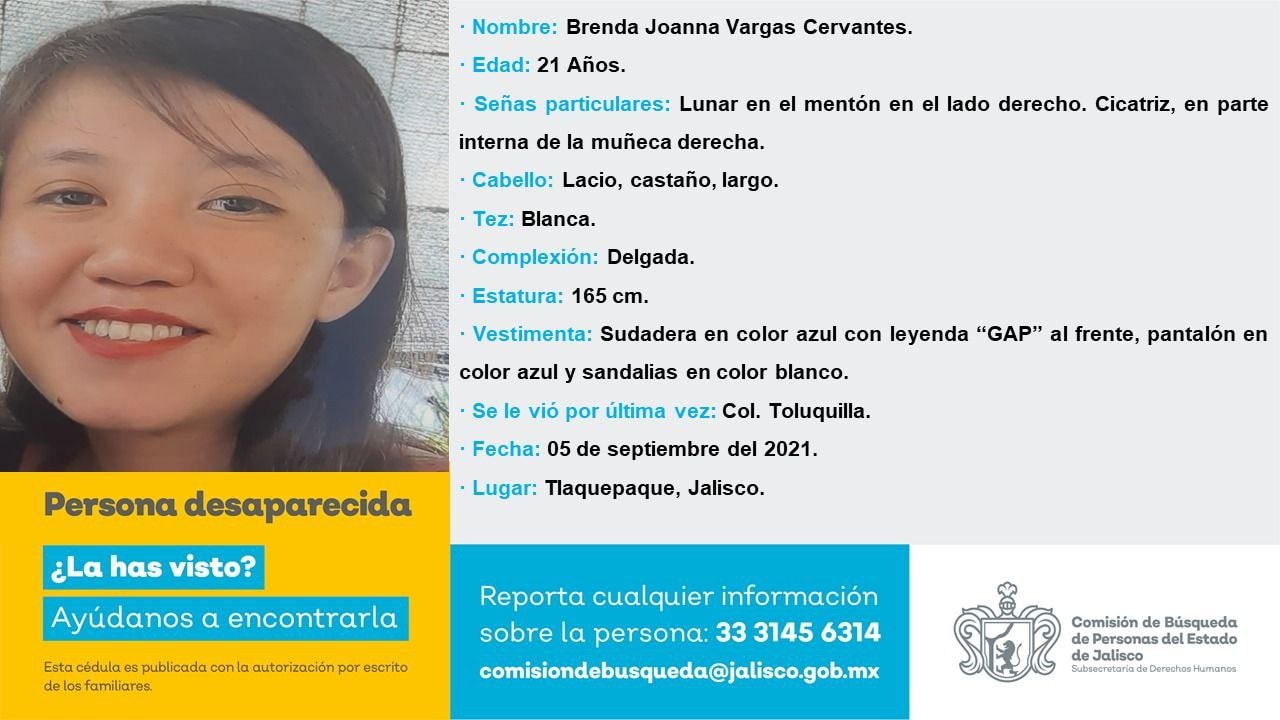 · Nombre: Brenda Joanna Vargas Cervantes.
· Edad: 21 Años.
· Señas particulares: Lunar en el mentón en el lado derecho. Cicatriz, en parte
interna de la muñeca derecha.
· Cabello: Lacio, castaño, largo.
· Tez: Blanca.
· Complexión: Delgada.
· Estatura: 165 cm.
· Vestimenta: Sudadera en color azul con leyenda “GAP” al frente, pantalón en
color azul y sandalias en color blanco.
· Se le vió por última vez: Col. Toluquilla.
· Fecha: 05 de septiembre del 2021.
· Lugar: Tlaquepaque, Jalisco.
Persona desaparecida
¿La has visto?
Ayúdanos a encontrarla
Esta cédula es publicada con la autorización por escrito
de los familiares.
Reporta cualquier información
sobre la persona: 33 3145 6314
comisiondebusqueda@jalisco.gob.mx
Comisión de Búsqueda
de Personas del Estado
de Jalisco
Subsecretaría de Derechos Humanos